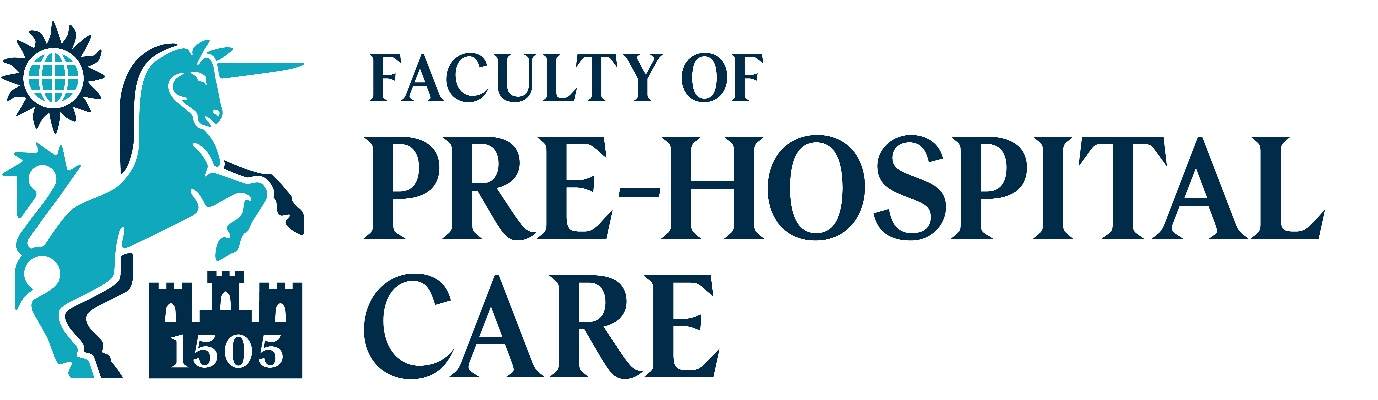 FACULTY OF
PRE-HOSPITAL
CARE
1505